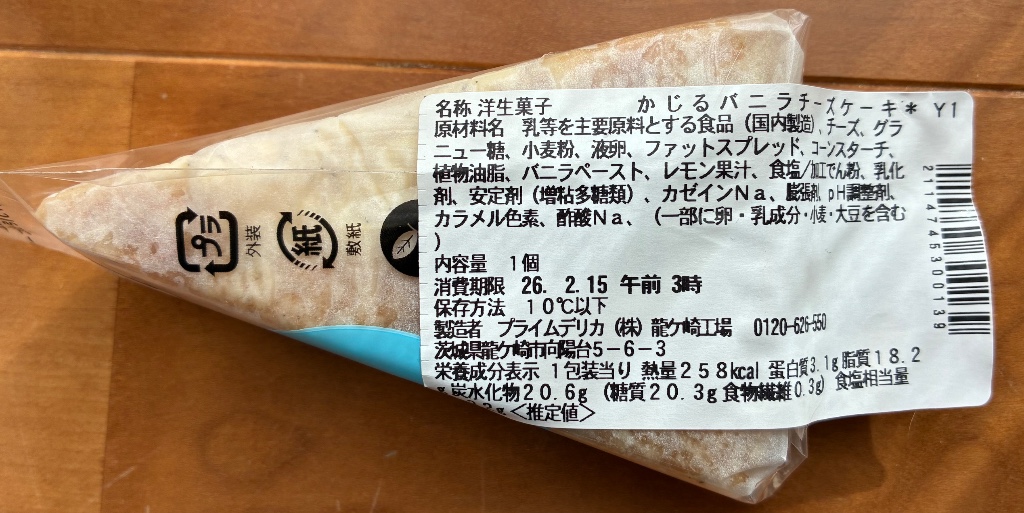 名称 洋生菓子 かじるバニラチーズケーキ* Y1
原材料名 乳等を主要原料とする食品（国内製造）、チーズ、グラ
ニュー糖、小麦粉、液卵、ファットスプレッド、コーンスターチ、
植物油脂、バニラペースト、レモン果汁、食塩/加工でん粉、乳化
剤、安定剤（増粘多糖類）、カゼインNa、膨張剤、pH調整剤、
カラメル色素、酢酸Na、（一部に卵・乳成分・小麦・大豆を含む
）
内容量 1個
消費期限 26. 2.15 午前 3時
保存方法 10℃以下
製造者 プライムデリカ（株）龍ケ崎工場 0120-626-550
茨城県龍ケ崎市向陽台5-6-3
栄養成分表示 1包装当り 熱量258kcal 蛋白質3.1g 脂質18.2
g 炭水化物20.6g（糖質20.3g 食物繊維0.3g）食塩相当量
<推定値>
2114745300139
プラ
外装
紙
敷紙